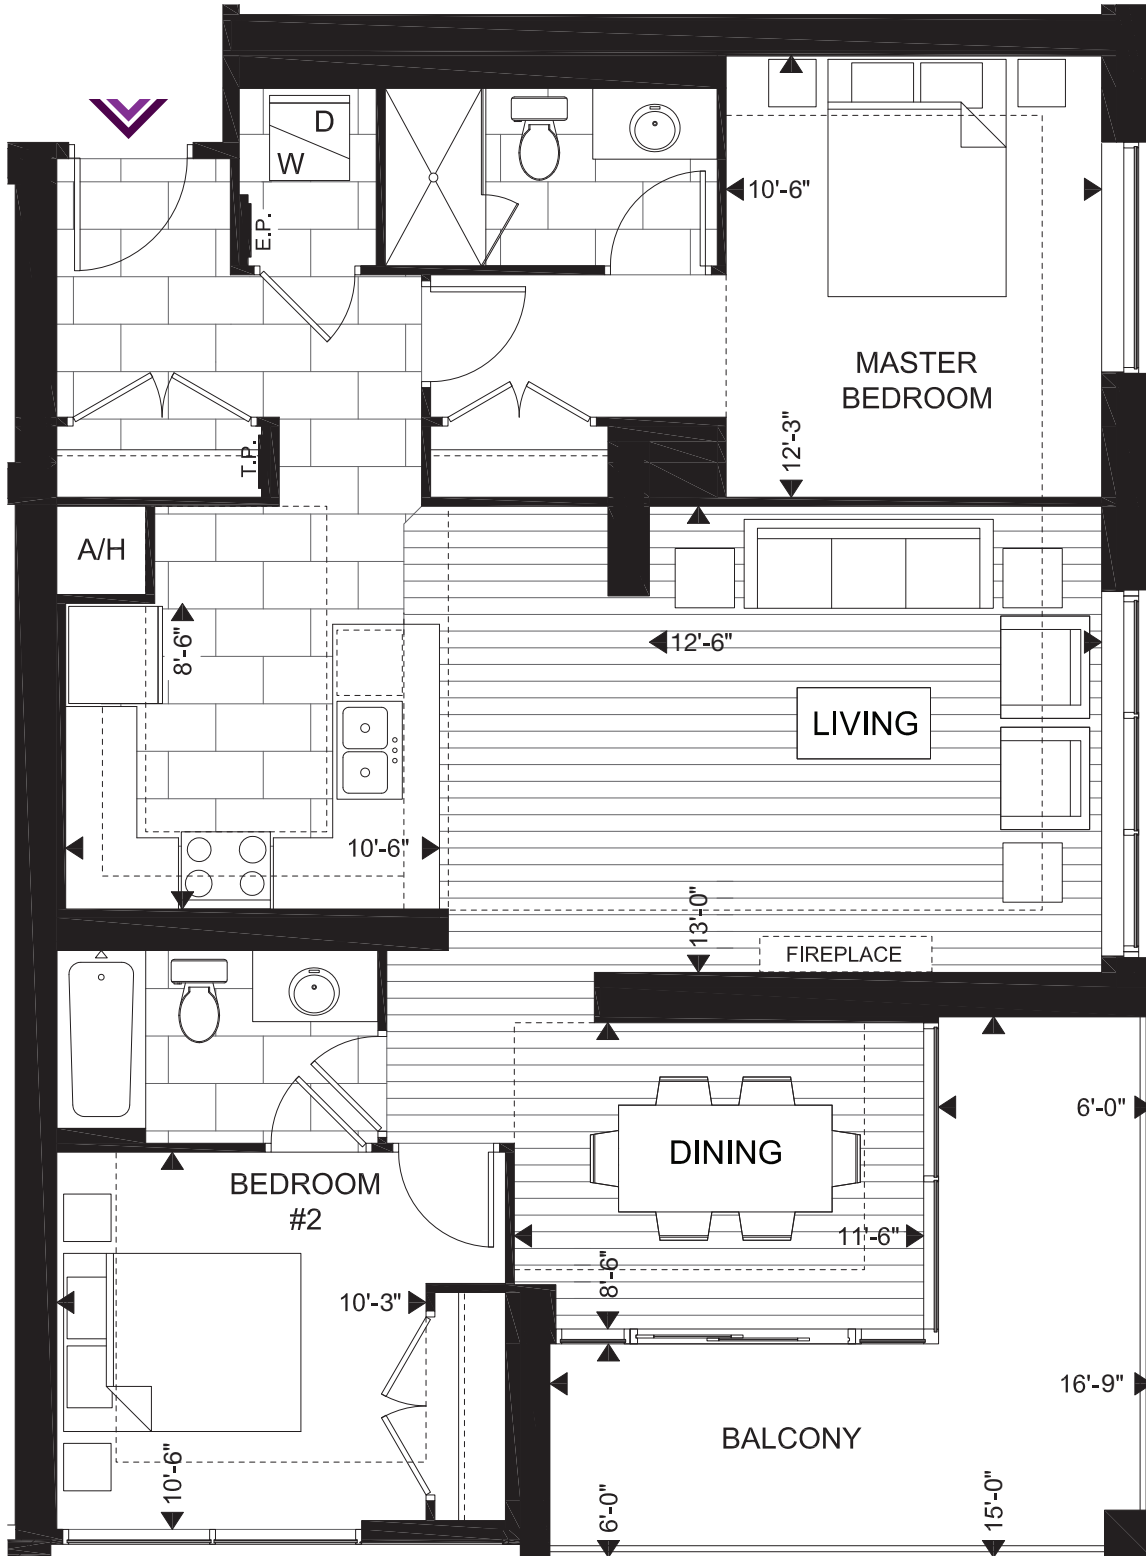 D
W
E.P.
10'-6"
MASTER
BEDROOM
12'-3"
T.P.
A/H
8'-6"
12'-6"
LIVING
10'-6"
13'-0"
FIREPLACE
6'-0"
DINING
BEDROOM
#2
11'-6"
8'-6"
10'-3"
16'-9"
BALCONY
10'-6"
6'-0"
15'-0"